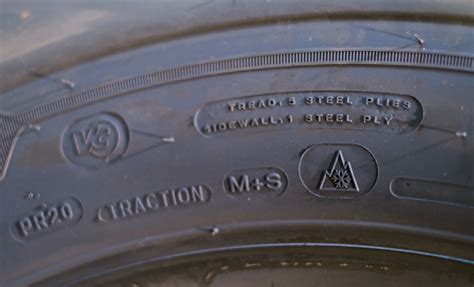 TREAD:5 STEEL PLIES
SIDEWALL:1 STEEL PLY
M+S
TRACTION
PR20